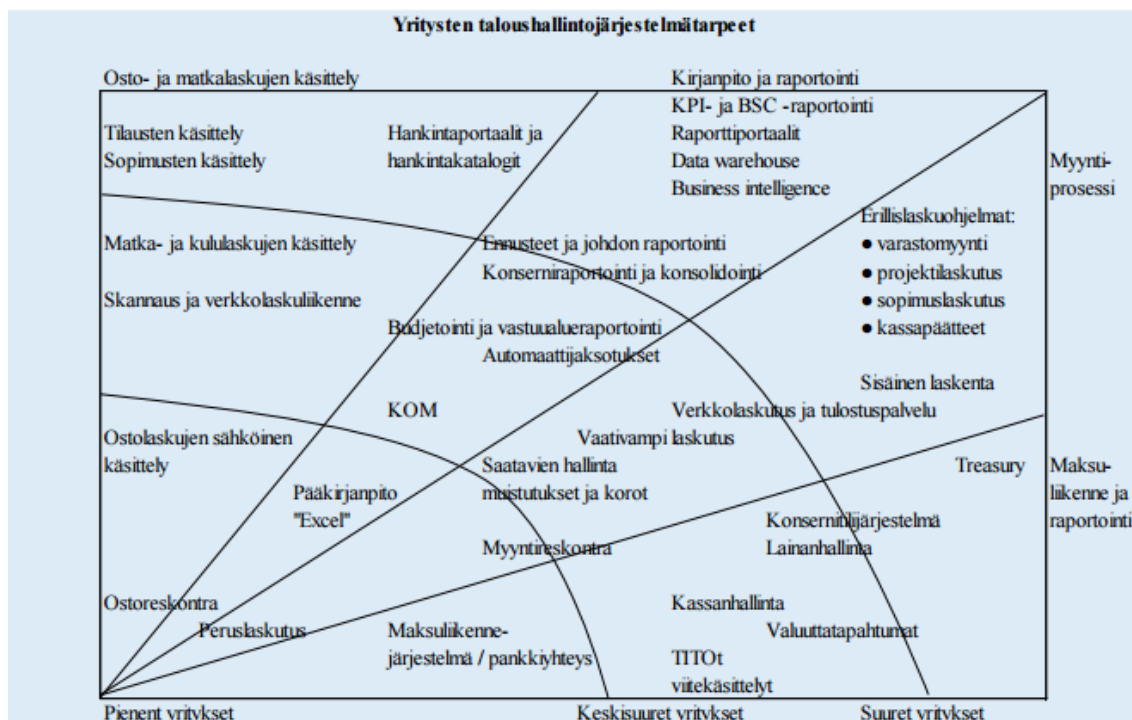 Yritysten taloushallintojärjestelmätarpeet
Osto- ja matkalaskujen käsittely
Kirjanpito ja raportointi
KPI- ja BSC -raportointi
Tilausten käsittely
Sopimusten käsittely
Hankintaportaalit ja
hankintakatalogit
Raporttiportaalit
Data warehouse
Business intelligence
Myynti-
prosessi
Erillislaskuohjelmat:
● varastomyynti
● projektilaskutus
● sopimuslaskutus
● kassapäätteet
Matka- ja kululaskujen käsittely
Ennusteet ja johdon raportointi
Konserniraportointi ja konsolidointi
Skannaus ja verkkolaskuliikenne
Budjetointi ja vastuualueraportointi
Automaattijaksotukset
Sisäinen laskenta
KOM
Verkkolaskutus ja tulostuspalvelu
Ostolaskujen sähköinen
käsittely
Vaativampi laskutus
Saatavien hallinta
muistutukset ja korot
Treasury
Maksu-
liikenne ja
raportointi
Pääkirjanpito
"Excel"
Konsernitilijärjestelmä
Lainanhallinta
Myyntireskontra
Ostoreskontra
Peruslaskutus
Maksuliikenne-
järjestelmä / pankkiyhteys
Kassanhallinta
Valuuttatapahtumat
TITOt
viitekäsittelyt
Pienent yritykset
Keskisuuret yritykset
Suuret yritykset